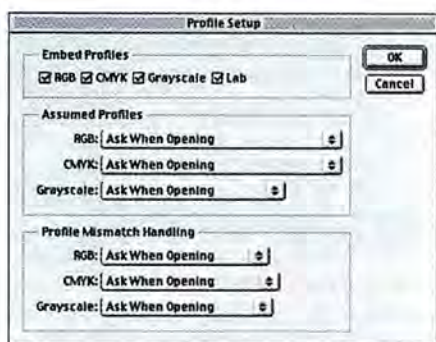 Profile Setup
Embed Profiles
RGB CMYK Grayscale Lab
OK
Cancel
Assumed Profiles
RGB: Ask When Opening
CMYK: Ask When Opening
Grayscale: Ask When Opening
Profile Mismatch Handling
RGB: Ask When Opening
CMYK: Ask When Opening
Grayscale: Ask When Opening